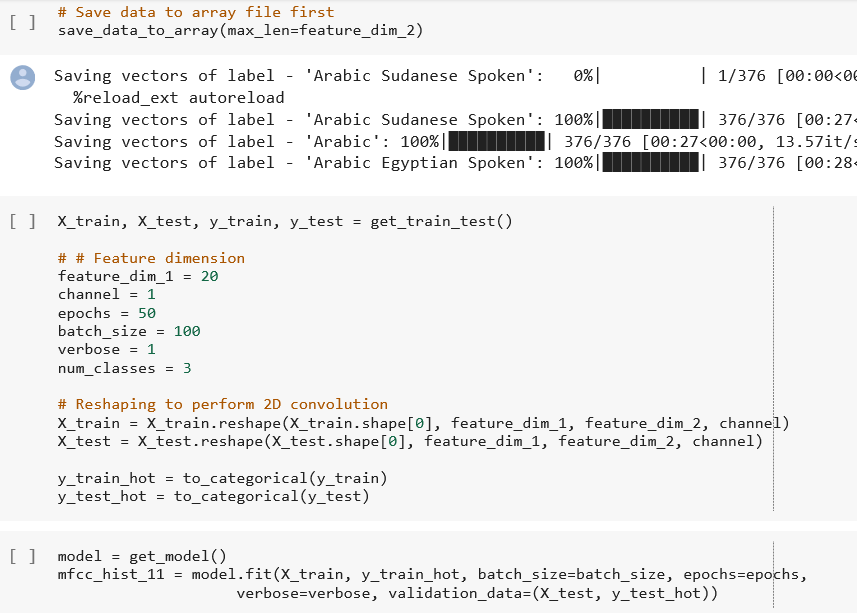 [ ] # Save data to array file first
save_data_to_array(max_len=feature_dim_2)
Saving vectors of label - 'Arabic Sudanese Spoken':   0%|          | 1/376 [00:00<00
  %reload_ext autoreload
Saving vectors of label - 'Arabic Sudanese Spoken': 100%|██████████| 376/376 [00:27<
Saving vectors of label - 'Arabic': 100%|██████████| 376/376 [00:27<00:00, 13.57it/s
Saving vectors of label - 'Arabic Egyptian Spoken': 100%|██████████| 376/376 [00:28<
[ ] X_train, X_test, y_train, y_test = get_train_test()
# # Feature dimension
feature_dim_1 = 20
channel = 1
epochs = 50
batch_size = 100
verbose = 1
num_classes = 3
# Reshaping to perform 2D convolution
X_train = X_train.reshape(X_train.shape[0], feature_dim_1, feature_dim_2, channel)
X_test = X_test.reshape(X_test.shape[0], feature_dim_1, feature_dim_2, channel)
y_train_hot = to_categorical(y_train)
y_test_hot = to_categorical(y_test)
[ ] model = get_model()
mfcc_hist_11 = model.fit(X_train, y_train_hot, batch_size=batch_size, epochs=epochs,
                    verbose=verbose, validation_data=(X_test, y_test_hot))